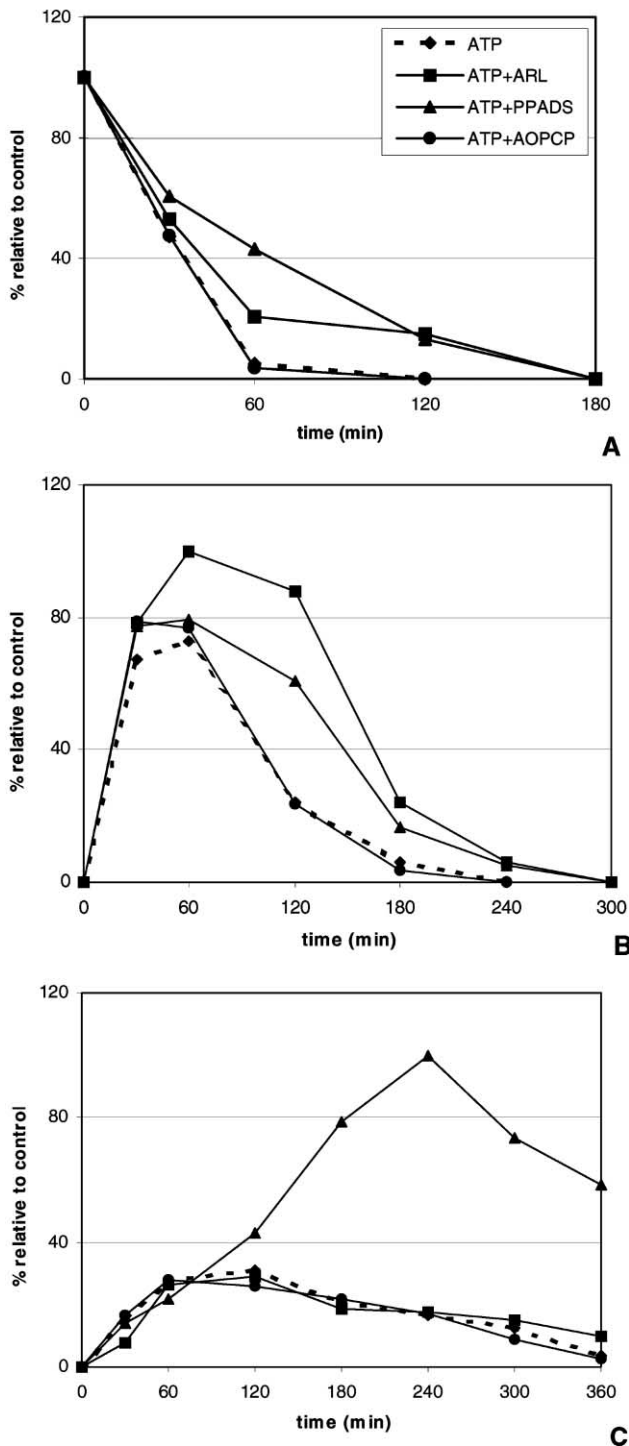 120
80
40
0
% relative to control
ATP
ATP+ARL
ATP+PPADS
ATP+AOPCP
0 60 120 180
time (min)
A
120
80
40
0
% relative to control
0 60 120 180 240 300
time (min)
B
120
80
40
0
% relative to control
0 60 120 180 240 300 360
time (min)
C